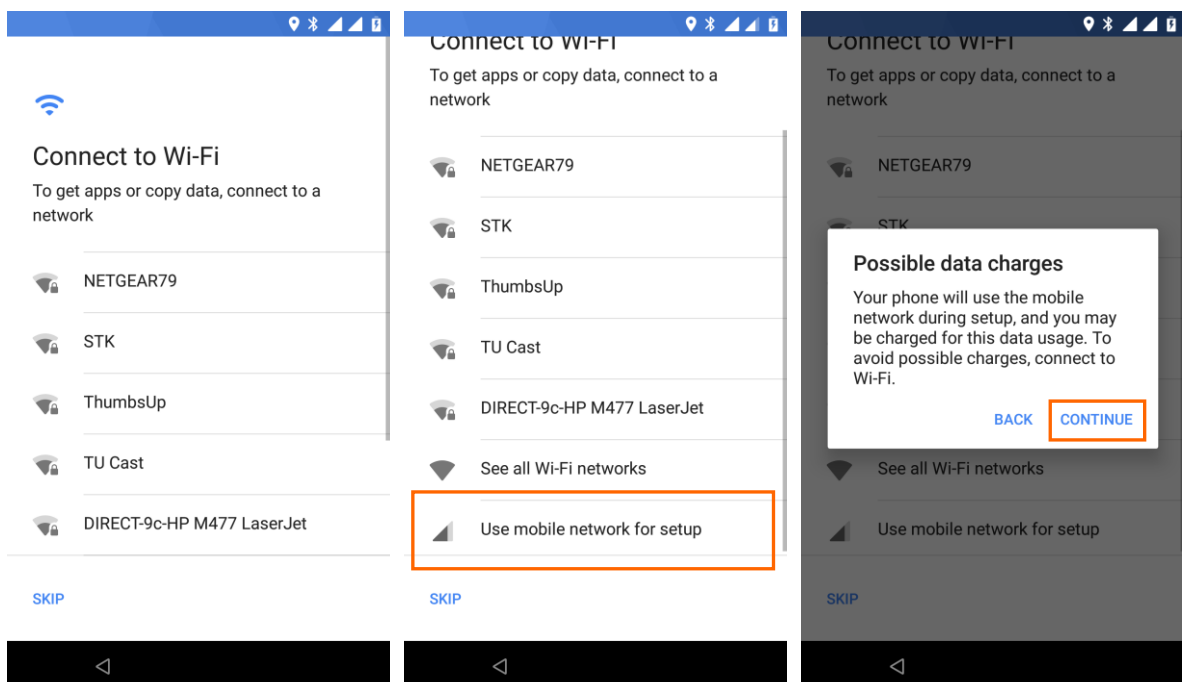 Connect to Wi-Fi
To get apps or copy data, connect to a
network
NETGEAR79
STK
ThumbsUp
TU Cast
DIRECT-9c-HP M477 LaserJet
SKIP
Connect to Wi-Fi
To get apps or copy data, connect to a
network
NETGEAR79
STK
ThumbsUp
TU Cast
DIRECT-9c-HP M477 LaserJet
See all Wi-Fi networks
Use mobile network for setup
SKIP
Connect to Wi-Fi
To get apps or copy data, connect to a
network
NETGEAR79
STK
Possible data charges
Your phone will use the mobile
network during setup, and you may
be charged for this data usage. To
avoid possible charges, connect to
Wi-Fi.
BACK CONTINUE
See all Wi-Fi networks
Use mobile network for setup
SKIP